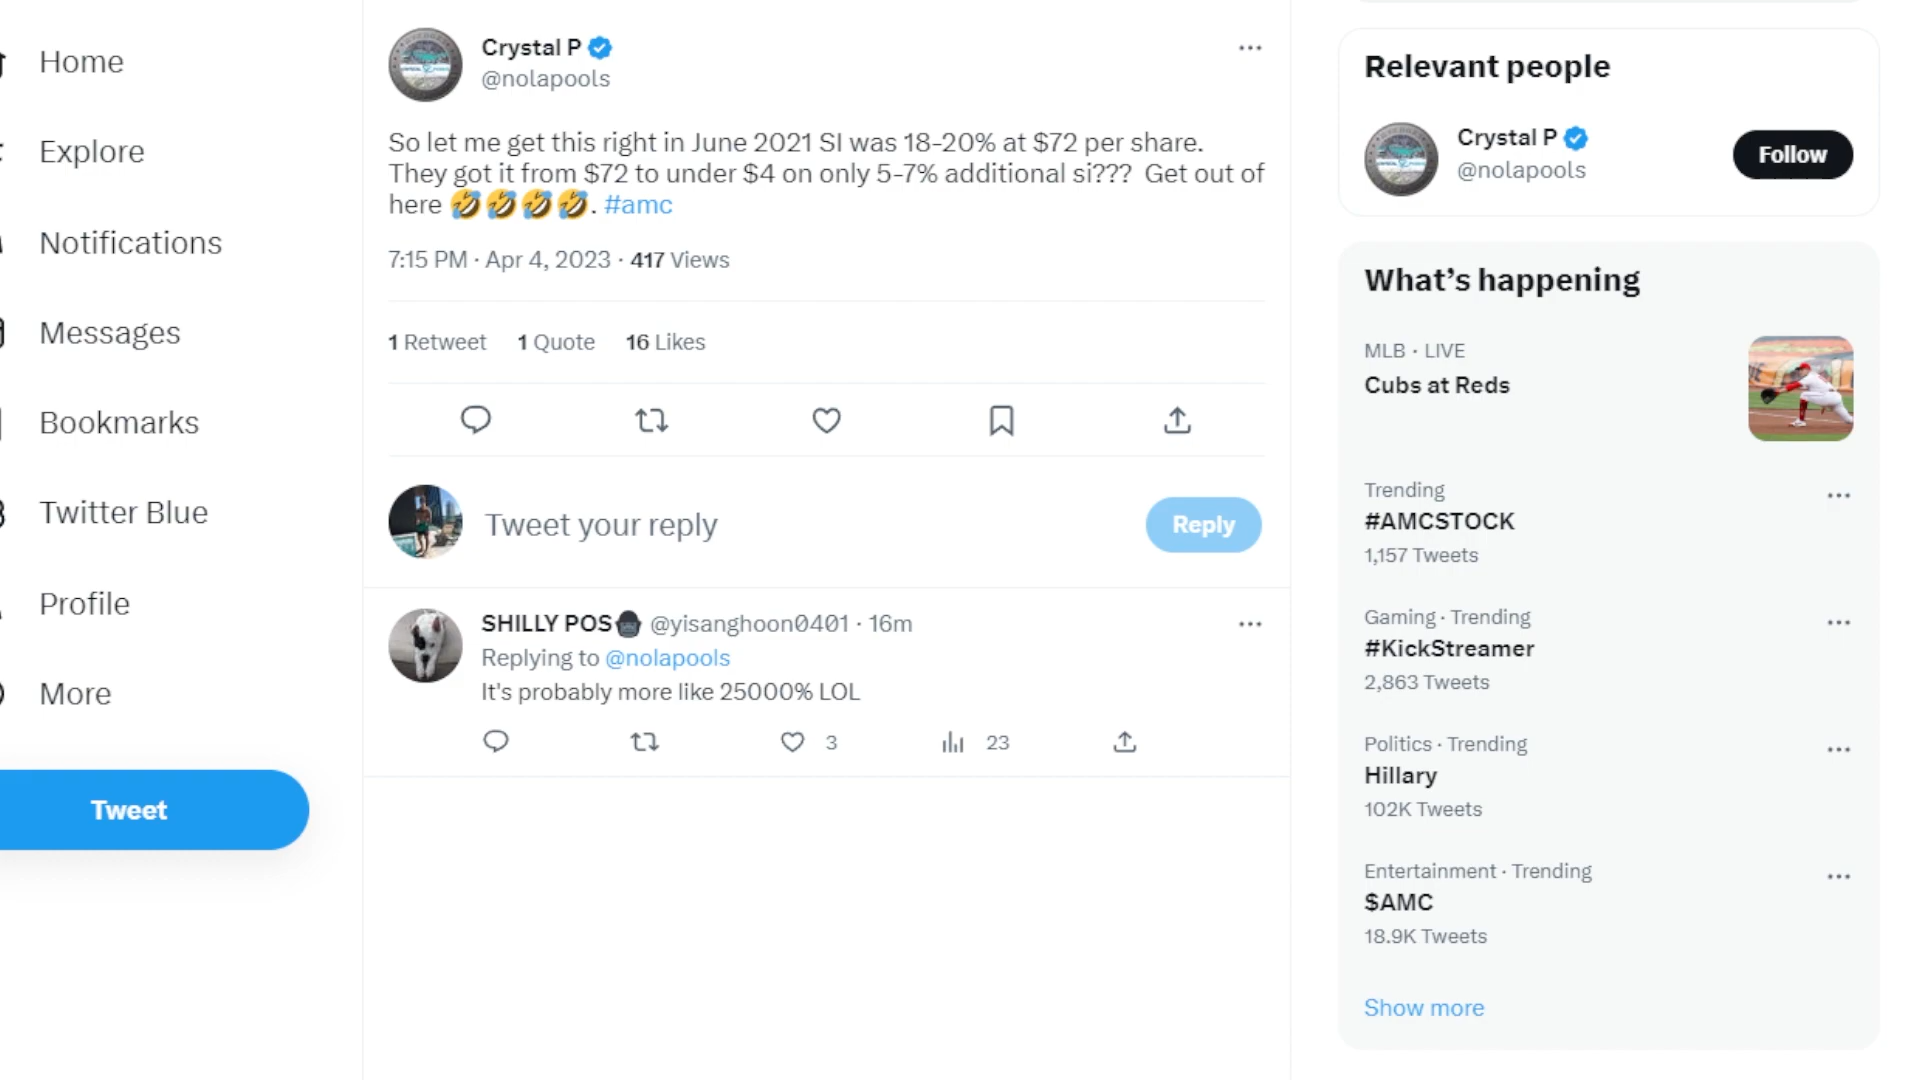 Home
Explore
Notifications
Messages
Bookmarks
Twitter Blue
Profile
More
Tweet
Crystal P
@nolapools
So let me get this right in June 2021 SI was 18-20% at $72 per share.
They got it from $72 to under $4 on only 5-7% additional si??? Get out of
here 🤣🤣🤣🤣. #amc
7:15 PM · Apr 4, 2023 · 417 Views
1 Retweet 1 Quote 16 Likes
Tweet your reply
Reply
SHILLY POS🦍 @yisanghoon0401 · 16m
Replying to @nolapools
It's probably more like 25000% LOL
3 23
Relevant people
Crystal P
@nolapools
Follow
What's happening
MLB · LIVE
Cubs at Reds
Trending
#AMCSTOCK
1,157 Tweets
Gaming · Trending
#KickStreamer
2,863 Tweets
Politics · Trending
Hillary
102K Tweets
Entertainment · Trending
$AMC
18.9K Tweets
Show more